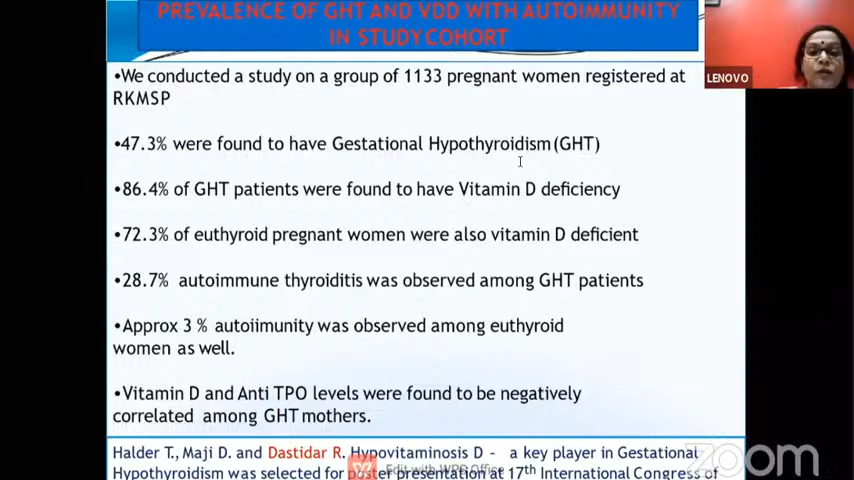 PREVALENCE OF GHT AND VDD WITH AUTOIMMUNITY
IN STUDY COHORT
•We conducted a study on a group of 1133 pregnant women registered at
RKMSP
•47.3% were found to have Gestational Hypothyroidism(GHT)
•86.4% of GHT patients were found to have Vitamin D deficiency
•72.3% of euthyroid pregnant women were also vitamin D deficient
•28.7% autoimmune thyroiditis was observed among GHT patients
•Approx 3 % autoiimunity was observed among euthyroid
women as well.
•Vitamin D and Anti TPO levels were found to be negatively
correlated among GHT mothers.
Halder T., Maji D. and Dastidar R. Hypovitaminosis D - a key player in Gestational
Hypothyroidism was selected for poster presentation at 17th International Congress of
Edit with WPS Office
LENOVO
zoom